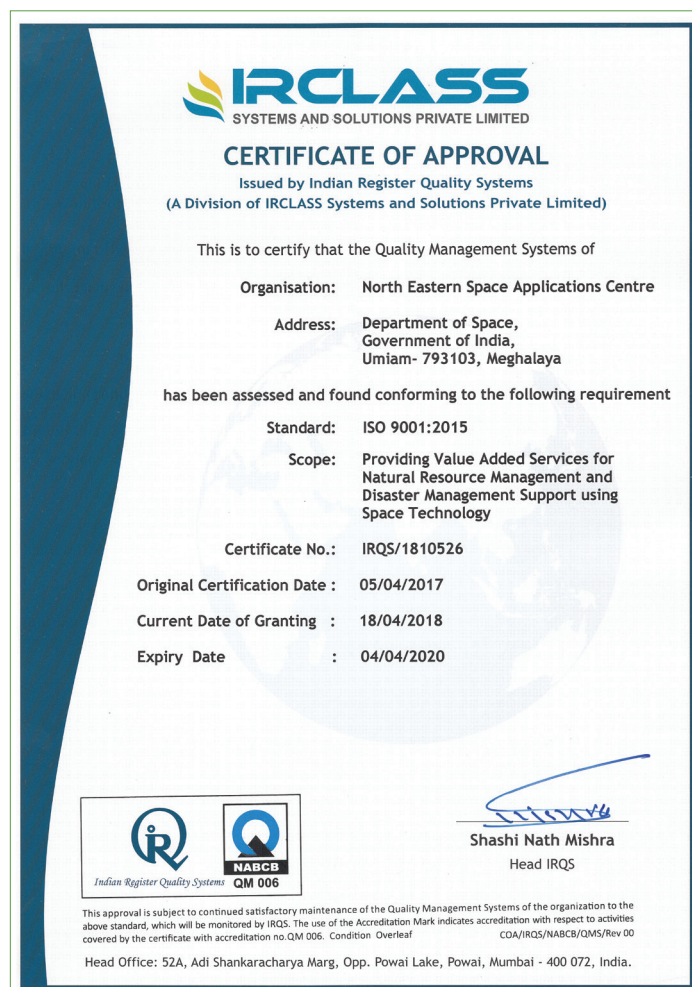 IRCLASS
SYSTEMS AND SOLUTIONS PRIVATE LIMITED
CERTIFICATE OF APPROVAL
Issued by Indian Register Quality Systems
(A Division of IRCLASS Systems and Solutions Private Limited)
This is to certify that the Quality Management Systems of
Organisation: North Eastern Space Applications Centre
Address: Department of Space,
Government of India,
Umiam- 793103, Meghalaya
has been assessed and found conforming to the following requirement
Standard: ISO 9001:2015
Scope: Providing Value Added Services for
Natural Resource Management and
Disaster Management Support using
Space Technology
Certificate No.: IRQS/1810526
Original Certification Date : 05/04/2017
Current Date of Granting : 18/04/2018
Expiry Date : 04/04/2020
Shashi Nath Mishra
Head IRQS
IRQ
Indian Register Quality Systems
NABCB
QM 006
This approval is subject to continued satisfactory maintenance of the Quality Management Systems of the organization to the
above standard, which will be monitored by IRQS. The use of the Accreditation Mark indicates accreditation with respect to activities
covered by the certificate with accreditation no.QM 006. Condition Overleaf COA/IRQS/NABCB/QMS/Rev 00
Head Office: 52A, Adi Shankaracharya Marg, Opp. Powai Lake, Powai, Mumbai - 400 072, India.